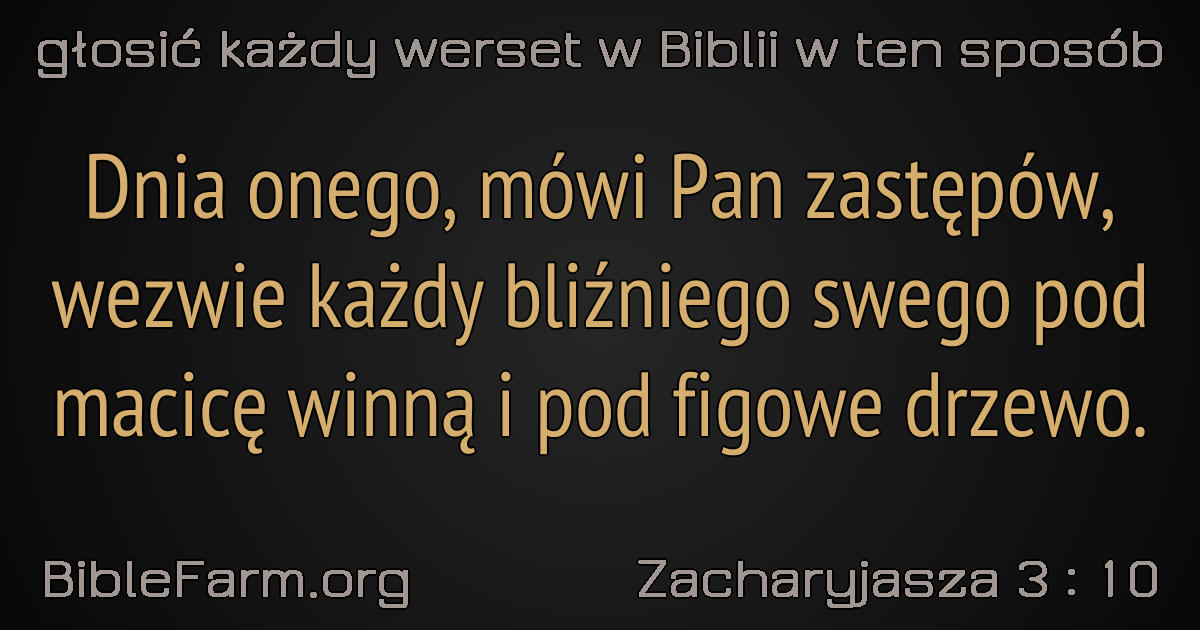 głosić każdy werset w Biblii w ten sposób
Dnia onego, mówi Pan zastępów,
wezwie każdy bliźniego swego pod
macicę winną i pod figowe drzewo.
BibleFarm.org
Zacharyjasza 3 : 10